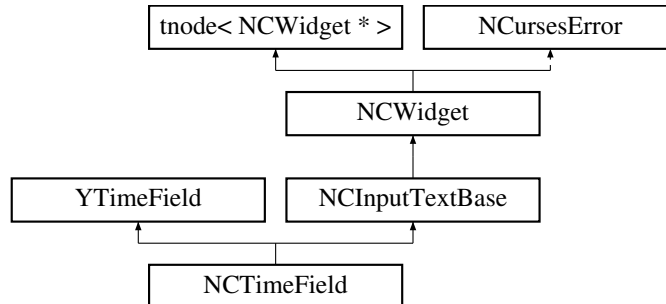 tnode< NCWidget * >
NCursesError
NCWidget
YTimeField
NCInputTextBase
NCTimeField